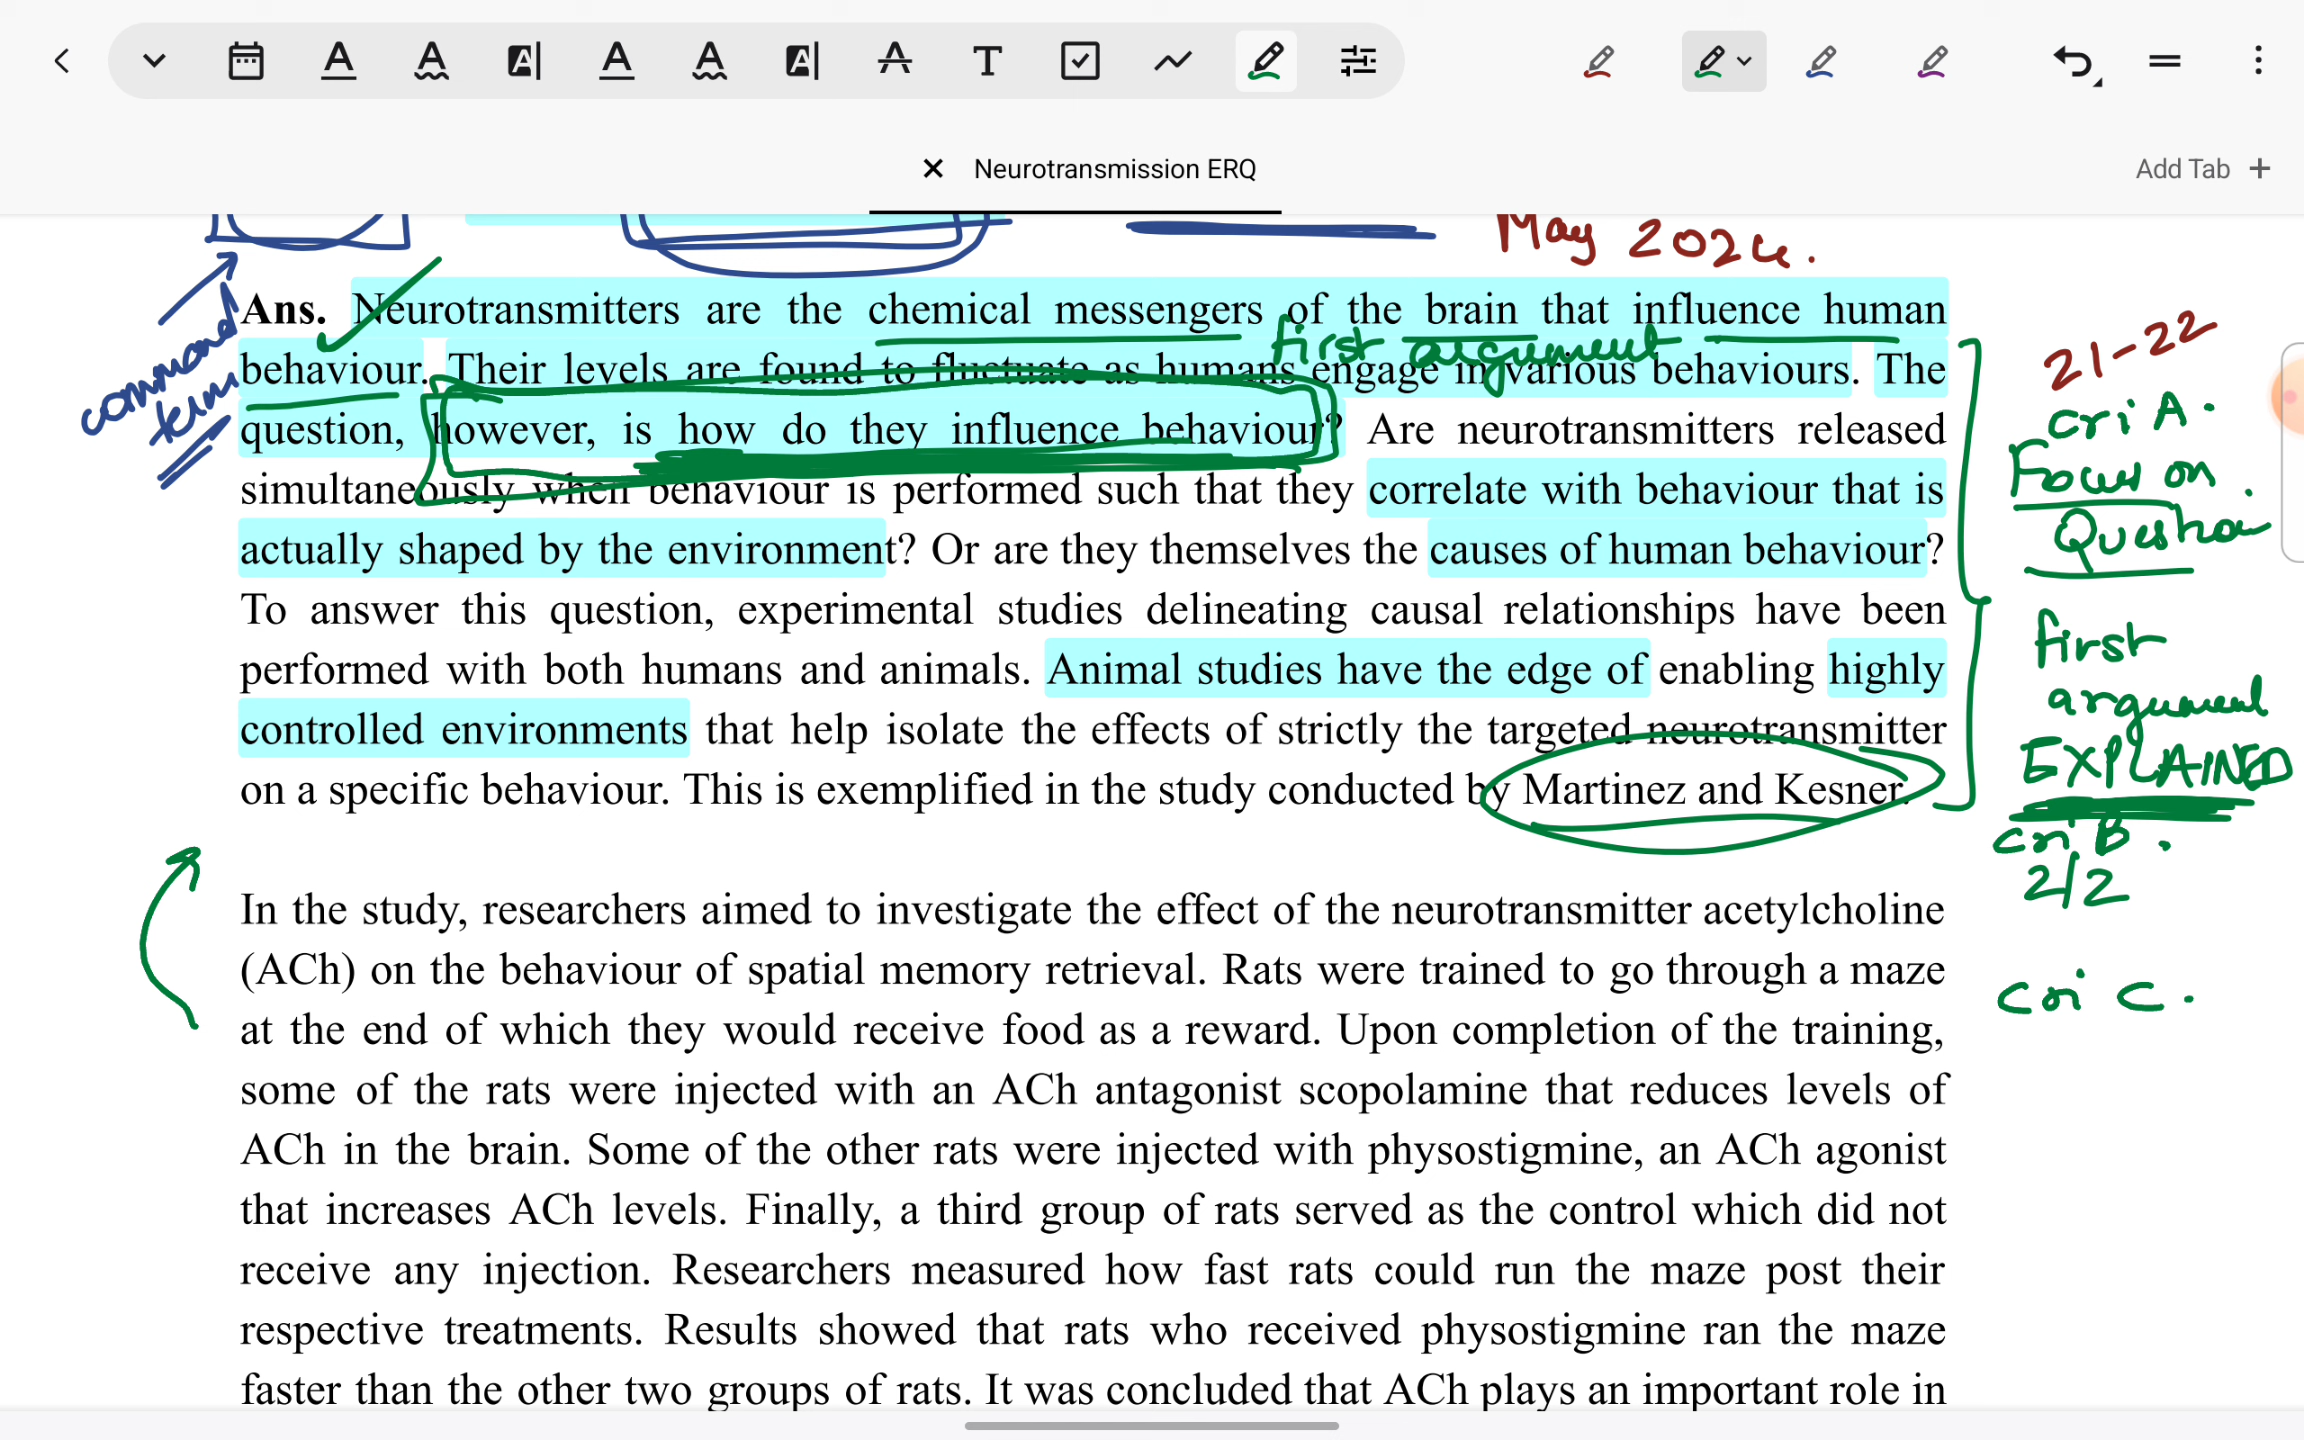 Neurotransmission ERQ
Add Tab +
May 2024.
command term
Ans. Neurotransmitters are the chemical messengers of the brain that influence human
first argument
behaviour. Their levels are found to fluctuate as humans engage in various behaviours. The
question, however, is how do they influence behaviour? Are neurotransmitters released
simultaneously when behaviour is performed such that they correlate with behaviour that is
actually shaped by the environment? Or are they themselves the causes of human behaviour?
To answer this question, experimental studies delineating causal relationships have been
performed with both humans and animals. Animal studies have the edge of enabling highly
controlled environments that help isolate the effects of strictly the targeted neurotransmitter
on a specific behaviour. This is exemplified in the study conducted by Martinez and Kesner.
21-22
cri A.
Focus on
Question.
first
argument
EXPLAINED
cri B.
2/2
cri C.
In the study, researchers aimed to investigate the effect of the neurotransmitter acetylcholine
(ACh) on the behaviour of spatial memory retrieval. Rats were trained to go through a maze
at the end of which they would receive food as a reward. Upon completion of the training,
some of the rats were injected with an ACh antagonist scopolamine that reduces levels of
ACh in the brain. Some of the other rats were injected with physostigmine, an ACh agonist
that increases ACh levels. Finally, a third group of rats served as the control which did not
receive any injection. Researchers measured how fast rats could run the maze post their
respective treatments. Results showed that rats who received physostigmine ran the maze
faster than the other two groups of rats. It was concluded that ACh plays an important role in